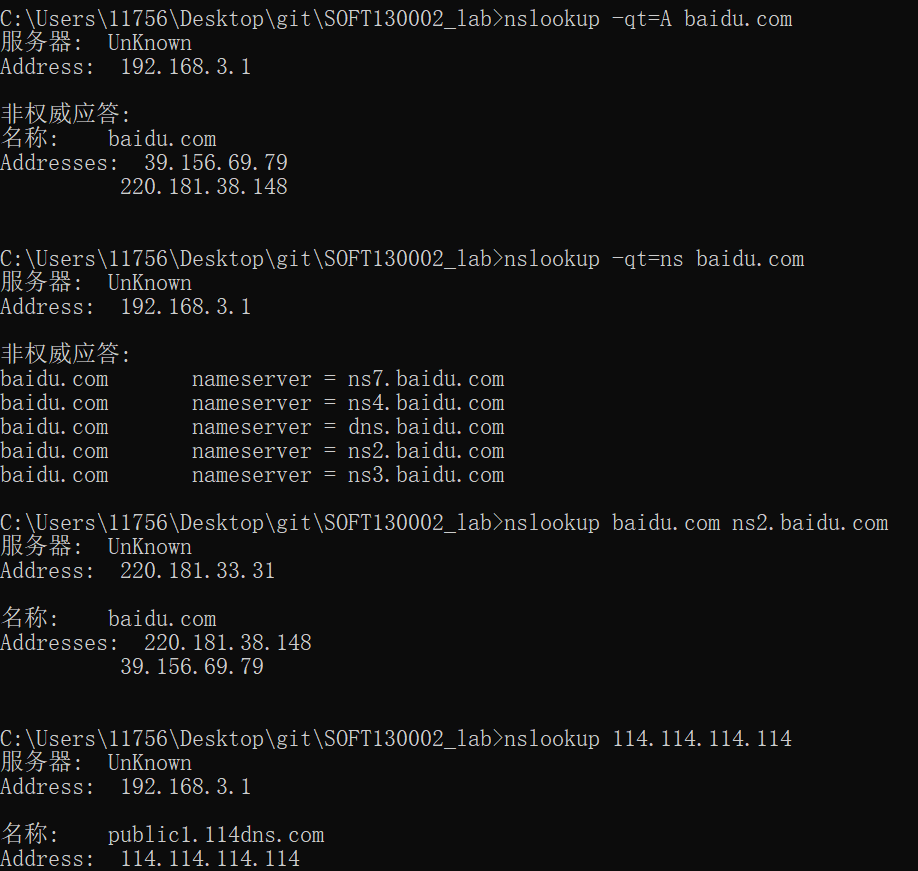 C:\Users\11756\Desktop\git\SOFT130002_lab>nslookup -qt=A baidu.com
服务器:  UnKnown
Address:  192.168.3.1

非权威应答:
名称:    baidu.com
Addresses:  39.156.69.79
          220.181.38.148

C:\Users\11756\Desktop\git\SOFT130002_lab>nslookup -qt=ns baidu.com
服务器:  UnKnown
Address:  192.168.3.1

非权威应答:
baidu.com       nameserver = ns7.baidu.com
baidu.com       nameserver = ns4.baidu.com
baidu.com       nameserver = dns.baidu.com
baidu.com       nameserver = ns2.baidu.com
baidu.com       nameserver = ns3.baidu.com

C:\Users\11756\Desktop\git\SOFT130002_lab>nslookup baidu.com ns2.baidu.com
服务器:  UnKnown
Address:  220.181.33.31

名称:    baidu.com
Addresses:  220.181.38.148
          39.156.69.79

C:\Users\11756\Desktop\git\SOFT130002_lab>nslookup 114.114.114.114
服务器:  UnKnown
Address:  192.168.3.1

名称:    public1.114dns.com
Address:  114.114.114.114